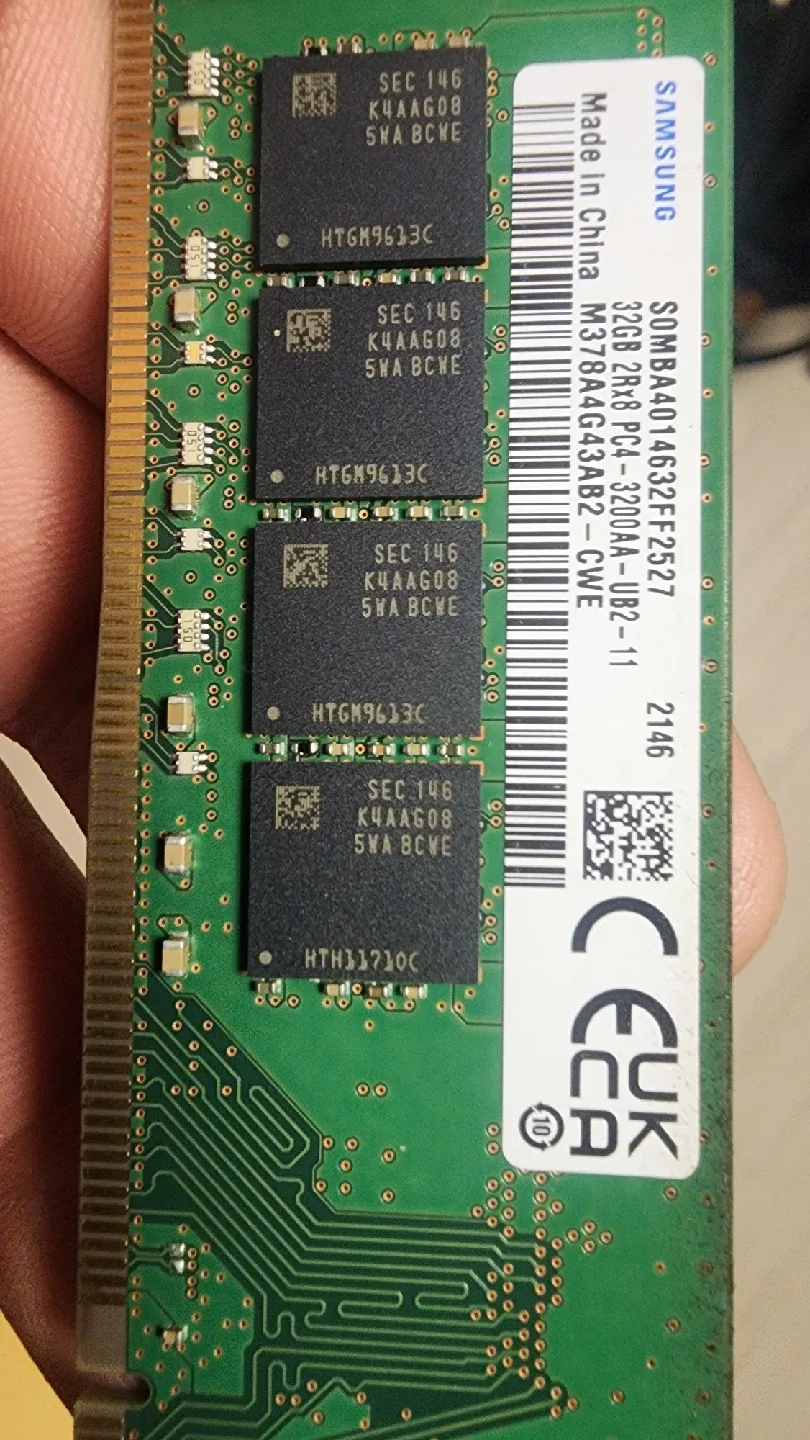 SEC 146
K4AAG08
5WA BCWE
HTGM9613C
SEC 146
K4AAG08
5WA BCWE
HTGM9613C
SEC 146
K4AAG08
5WA BCWE
HTGM9613C
SEC 146
K4AAG08
5WA BCWE
HTH11710C
SAMSUNG
Made in China
S0MBA4014632FF2527 2146
32GB 2Rx8 PC4-3200AA-UB2-11
M378A4G43AB2-CWE
CE
UK
CA
10